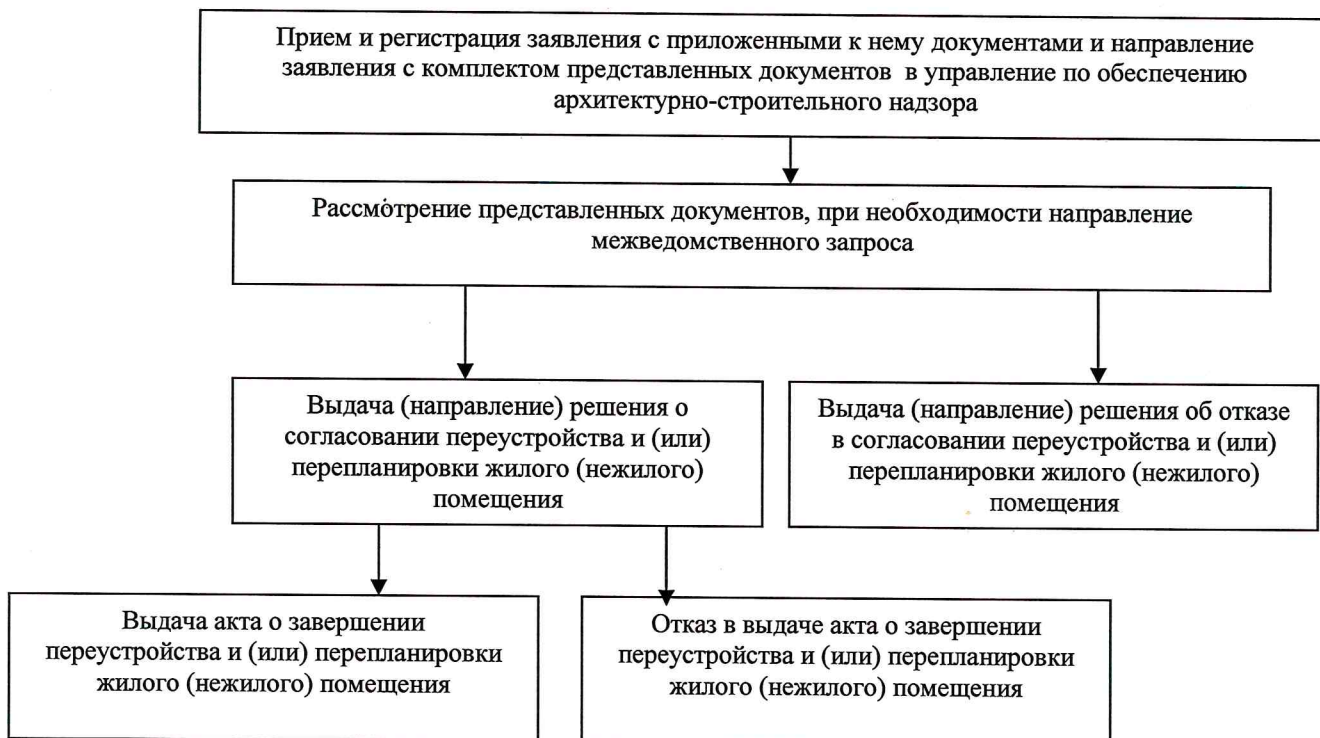 Прием и регистрация заявления с приложенными к нему документами и направление
заявления с комплектом представленных документов в управление по обеспечению
архитектурно-строительного надзора
Рассмотрение представленных документов, при необходимости направление
межведомственного запроса
Выдача (направление) решения о
согласовании переустройства и (или)
перепланировки жилого (нежилого)
помещения
Выдача (направление) решения об отказе
в согласовании переустройства и (или)
перепланировки жилого (нежилого)
помещения
Выдача акта о завершении
переустройства и (или) перепланировки
жилого (нежилого) помещения
Отказ в выдаче акта о завершении
переустройства и (или) перепланировки
жилого (нежилого) помещения